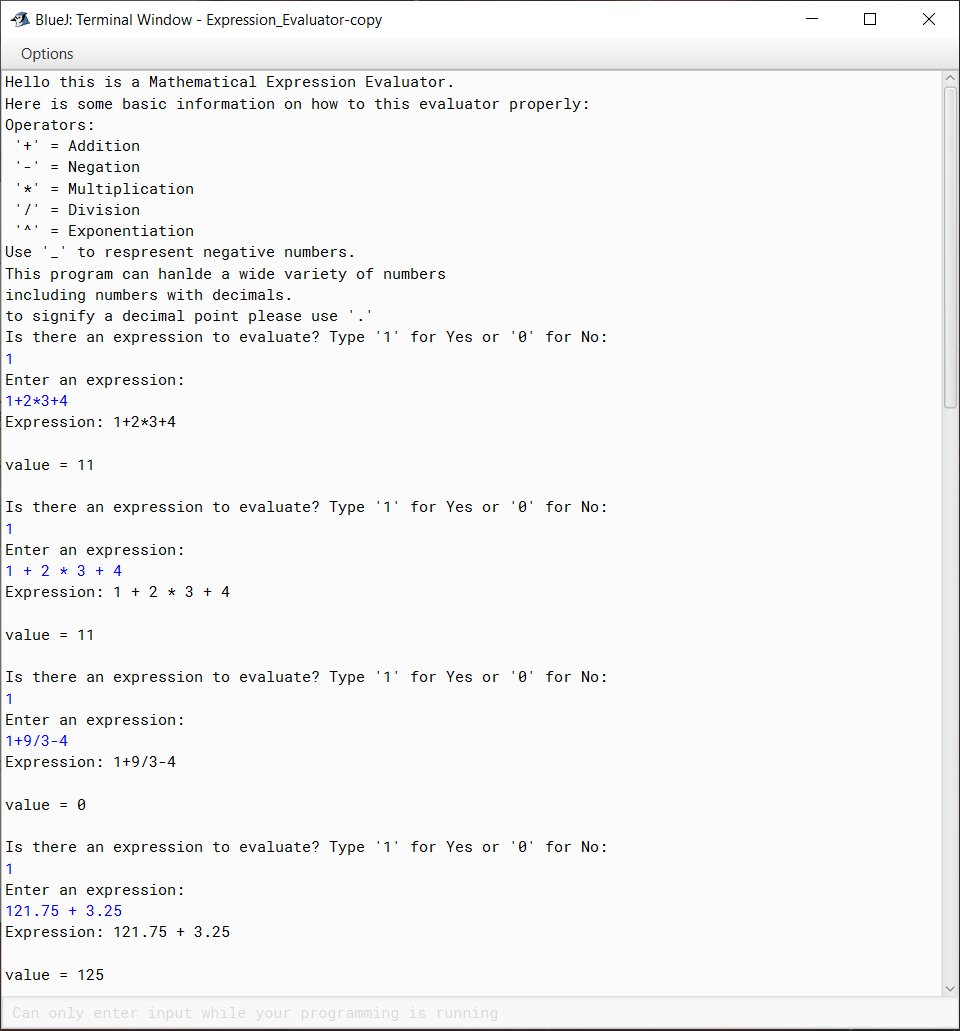 BlueJ: Terminal Window - Expression_Evaluator-copy
Options
Hello this is a Mathematical Expression Evaluator.
Here is some basic information on how to this evaluator properly:
Operators:
'+' = Addition
'-' = Negation
'*' = Multiplication
'/' = Division
'^' = Exponentiation
Use '_' to respresent negative numbers.
This program can hanlde a wide variety of numbers
including numbers with decimals.
to signify a decimal point please use '.'
Is there an expression to evaluate? Type '1' for Yes or '0' for No:
1
Enter an expression:
1+2*3+4
Expression: 1+2*3+4
value = 11
Is there an expression to evaluate? Type '1' for Yes or '0' for No:
1
Enter an expression:
1 + 2 * 3 + 4
Expression: 1 + 2 * 3 + 4
value = 11
Is there an expression to evaluate? Type '1' for Yes or '0' for No:
1
Enter an expression:
1+9/3-4
Expression: 1+9/3-4
value = 0
Is there an expression to evaluate? Type '1' for Yes or '0' for No:
1
Enter an expression:
121.75 + 3.25
Expression: 121.75 + 3.25
value = 125
Can only enter input while your programming is running